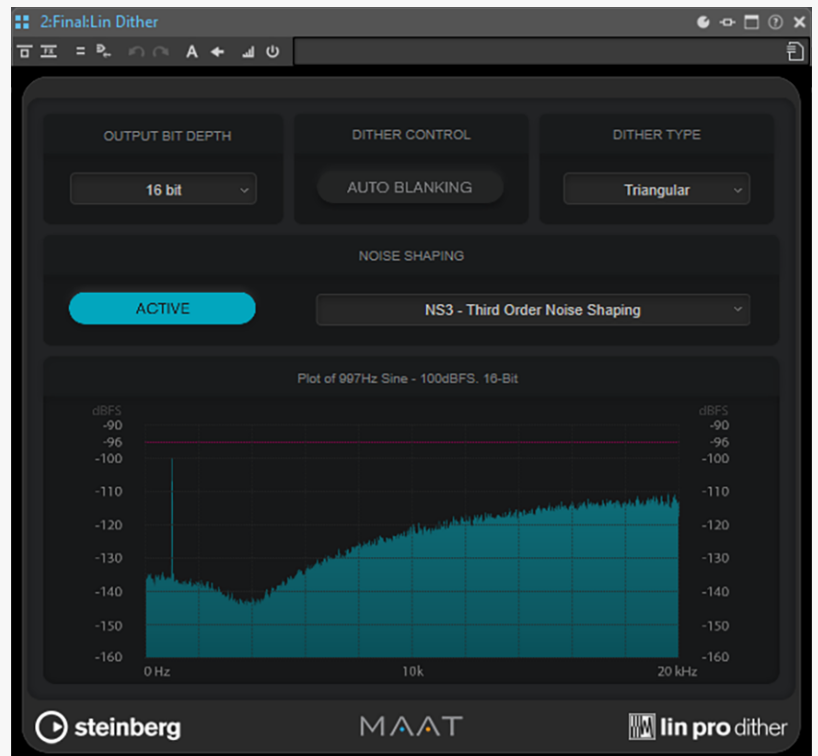 2:Final:Lin Dither
A
OUTPUT BIT DEPTH
DITHER CONTROL
DITHER TYPE
16 bit
AUTO BLANKING
Triangular
NOISE SHAPING
ACTIVE
NS3 - Third Order Noise Shaping
Plot of 997Hz Sine - 100dBFS. 16-Bit
dBFS dBFS
-90 -90
-96 -96
-100 -100
-110 -110
-120 -120
-130 -130
-140 -140
-150 -150
-160 -160
0 Hz 10k 20 kHz
steinberg
MAAT
lin pro dither